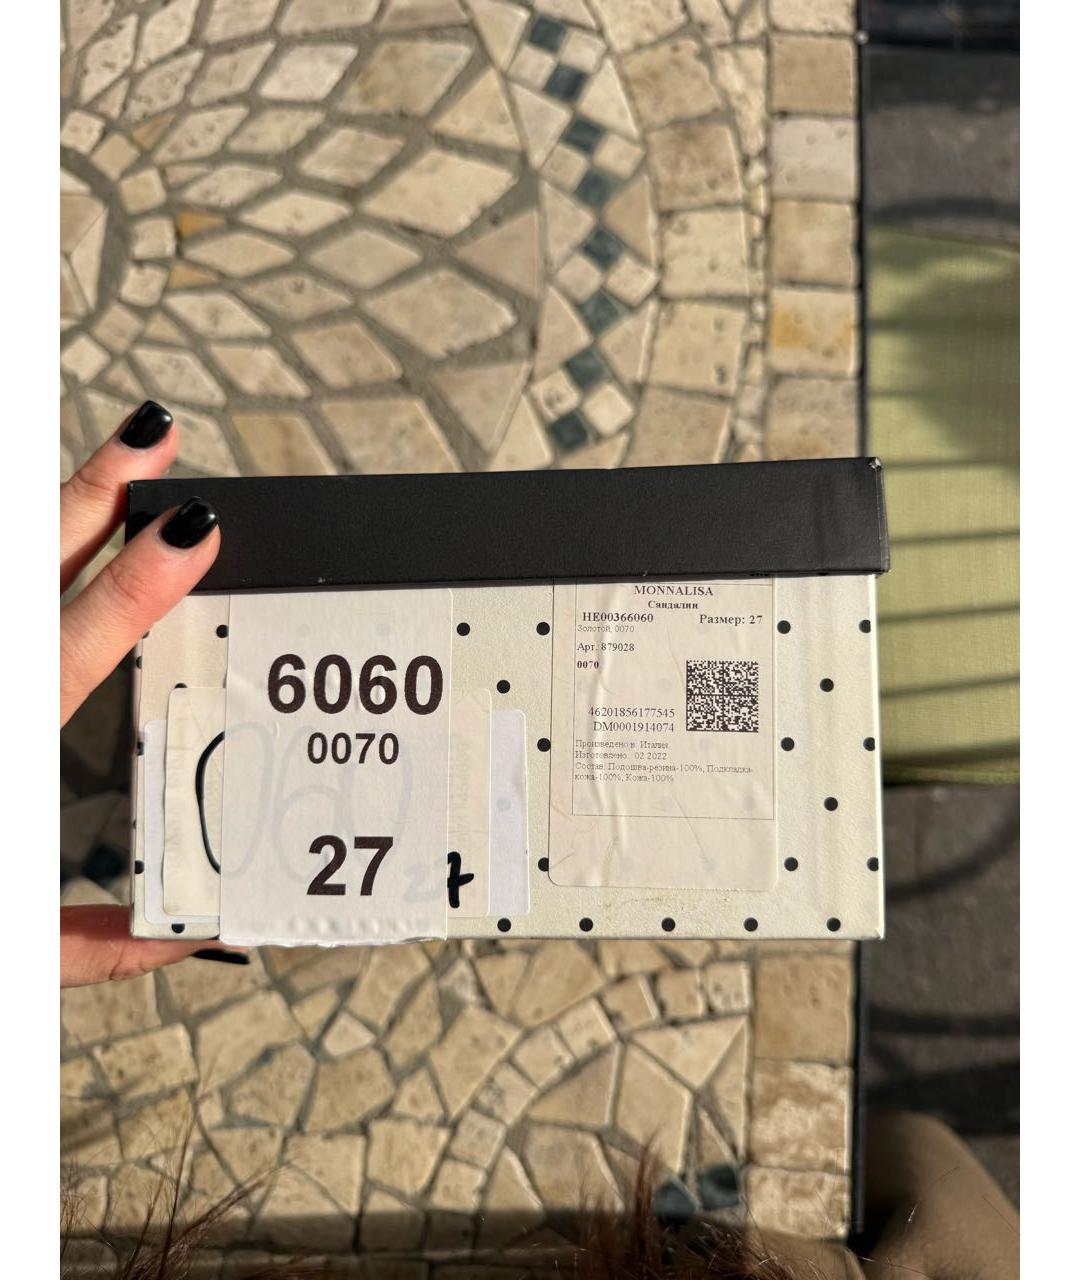 6060
0070
27
7
MONNALISA
Сандалии
HE00366060 Размер: 27
Золотой, 0070
Арт. 879028
0070
46201856177545
DM0001914074
Произведено в: Италия
Изготовлено: 02.2022
Состав: Подошва-резина-100%, Подкладка-
кожа-100%, Кожа-100%